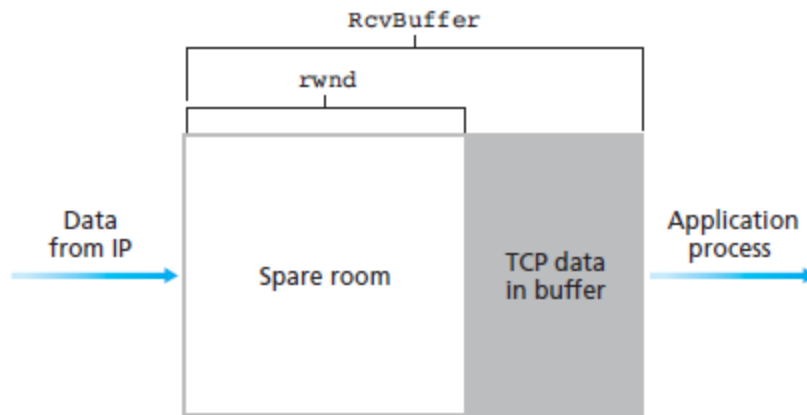 RcvBuffer
rwnd
Data
from IP
Spare room
TCP data
in buffer
Application
process